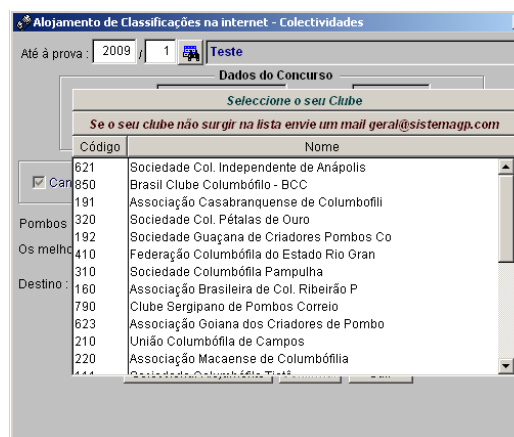 Alojamento de Classificações na internet - Colectividades
Até à prova : 2009 / 1 Teste
Dados do Concurso
Seleccione o seu Clube
Se o seu clube não surgir na lista envie um mail geral@sistemagp.com
Código Nome
621 Sociedade Col. Independente de Anápolis
850 Brasil Clube Columbófilo - BCC
191 Associação Casabranquense de Columbofili
320 Sociedade Col. Pétalas de Ouro
192 Sociedade Guaçana de Criadores Pombos Co
410 Federação Columbófila do Estado Rio Gran
310 Sociedade Columbófila Pampulha
160 Associação Brasileira de Col. Ribeirão P
790 Clube Sergipano de Pombos Correio
623 Associação Goiana dos Criadores de Pombo
210 União Columbófila de Campos
220 Associação Macaense de Columbófilia
Can
Pombos
Os melho
Destino :